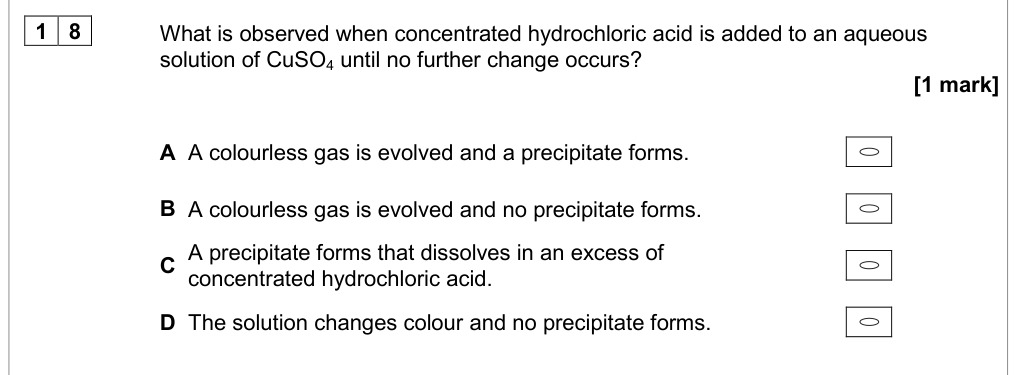 1 8 What is observed when concentrated hydrochloric acid is added to an aqueous
solution of CuSO₄ until no further change occurs?
[1 mark]
A A colourless gas is evolved and a precipitate forms.
B A colourless gas is evolved and no precipitate forms.
C A precipitate forms that dissolves in an excess of
concentrated hydrochloric acid.
D The solution changes colour and no precipitate forms.